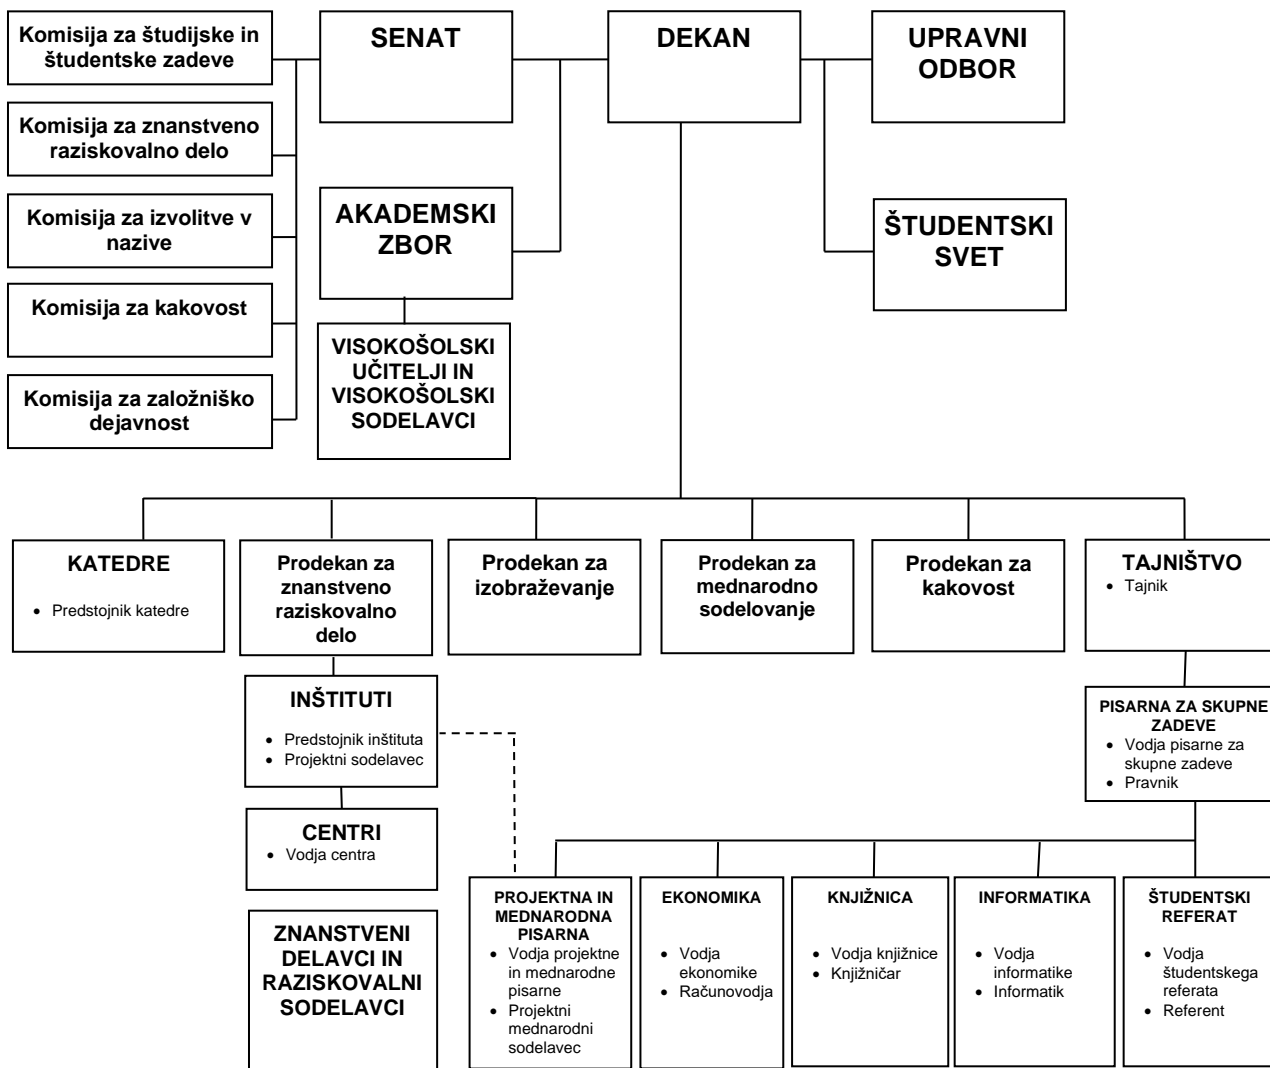 Komisija za študijske in
študentske zadeve
SENAT
DEKAN
UPRAVNI
ODBOR
Komisija za znanstveno
raziskovalno delo
Komisija za izvolitve v
nazive
AKADEMSKI
ZBOR
ŠTUDENTSKI
SVET
Komisija za kakovost
VISOKOŠOLSKI
UČITELJI IN
VISOKOŠOLSKI
SODELAVCI
Komisija za založniško
dejavnost
KATEDRE
• Predstojnik katedre
Prodekan za
znanstveno
raziskovalno
delo
Prodekan za
izobraževanje
Prodekan za
mednarodno
sodelovanje
Prodekan za
kakovost
TAJNIŠTVO
• Tajnik
INŠTITUTI
• Predstojnik inštituta
• Projektni sodelavec
PISARNA ZA SKUPNE
ZADEVE
• Vodja pisarne za
skupne zadeve
• Pravnik
CENTRI
• Vodja centra
ZNANSTVENI
DELAVCI IN
RAZISKOVALNI
SODELAVCI
PROJEKTNA IN
MEDNARODNA
PISARNA
• Vodja projektne
in mednarodne
pisarne
• Projektni
mednarodni
sodelavec
EKONOMIKA
• Vodja
ekonomike
• Računovodja
KNJIŽNICA
• Vodja knjižnice
• Knjižničar
INFORMATIKA
• Vodja
informatike
• Informatik
ŠTUDENTSKI
REFERAT
• Vodja
študentskega
referata
• Referent